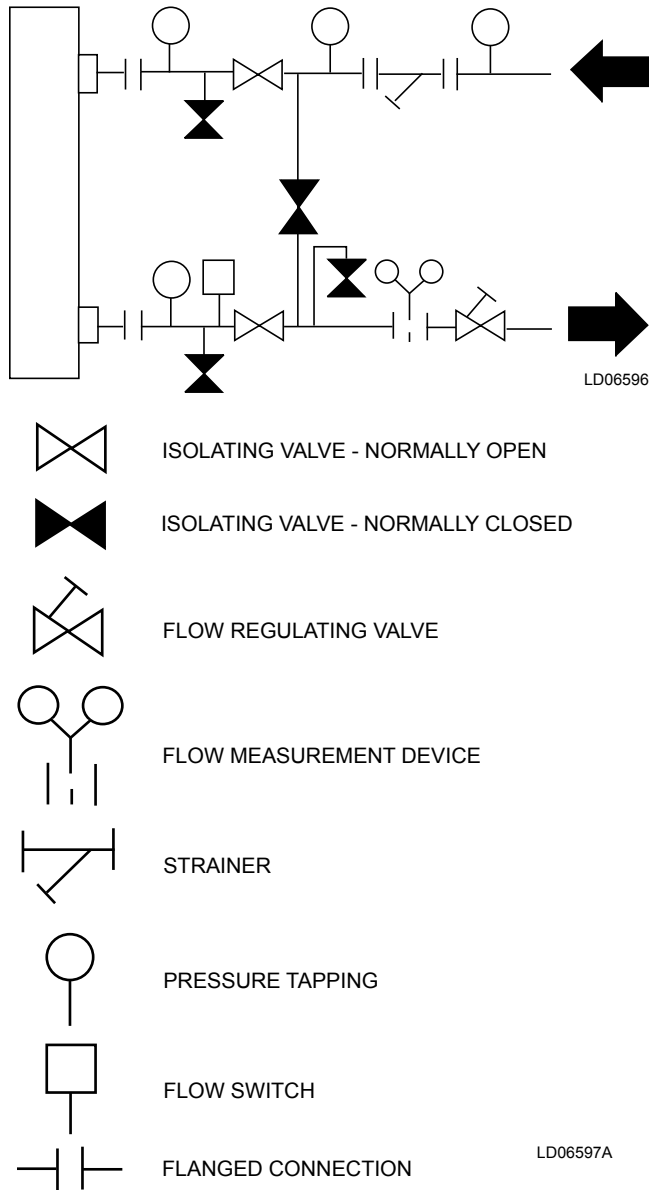 LD06596
ISOLATING VALVE - NORMALLY OPEN
ISOLATING VALVE - NORMALLY CLOSED
FLOW REGULATING VALVE
FLOW MEASUREMENT DEVICE
STRAINER
PRESSURE TAPPING
FLOW SWITCH
LD06597A
FLANGED CONNECTION